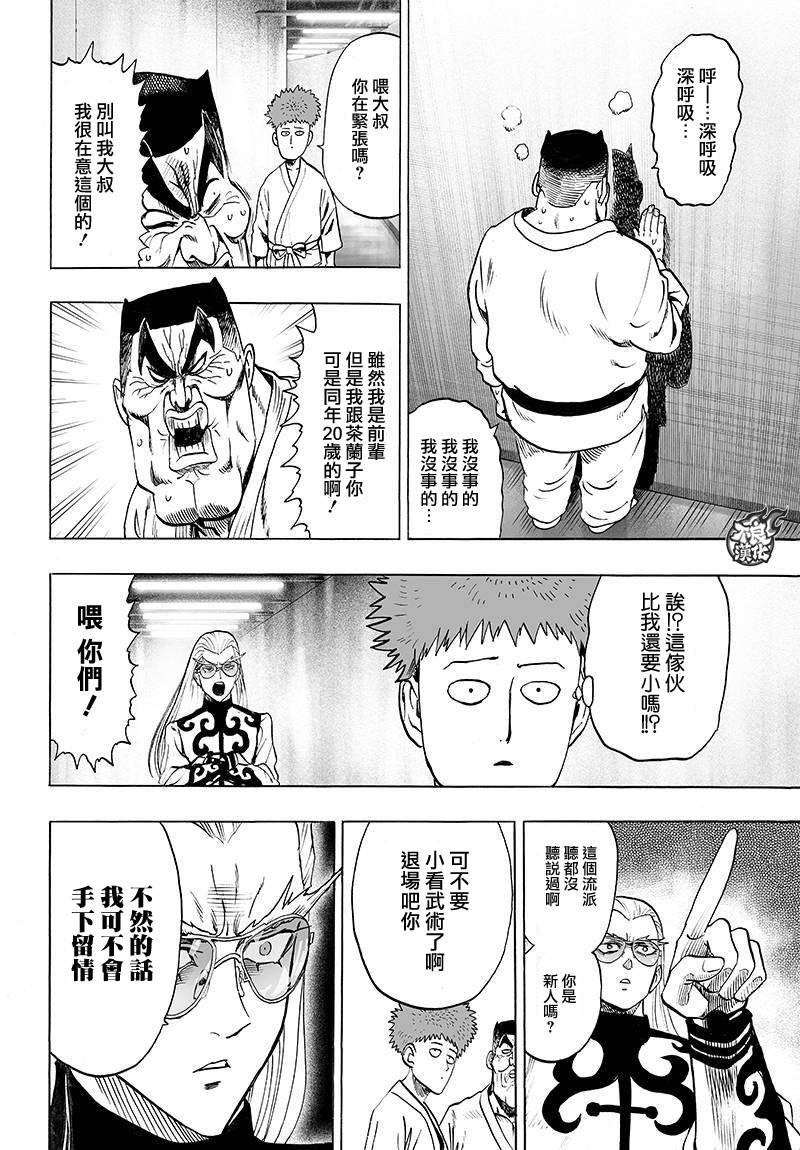 呼ー…深呼吸
深呼吸…
我沒事的
我沒事的
我沒事的…
喂大叔
你在緊張嗎?
別叫我大叔
我很在意這個的!
雖然我是前輩
但是我跟茶蘭子你
可是同年20歲的啊!
誒!?這傢伙
比我還要小嗎!!?
喂 你們!
這個流派
聽都沒
聽説過啊
你是
新人嗎?
可不要
小看武術了啊
退場吧你
不然的話
我可不會
手下留情
不良
漢化